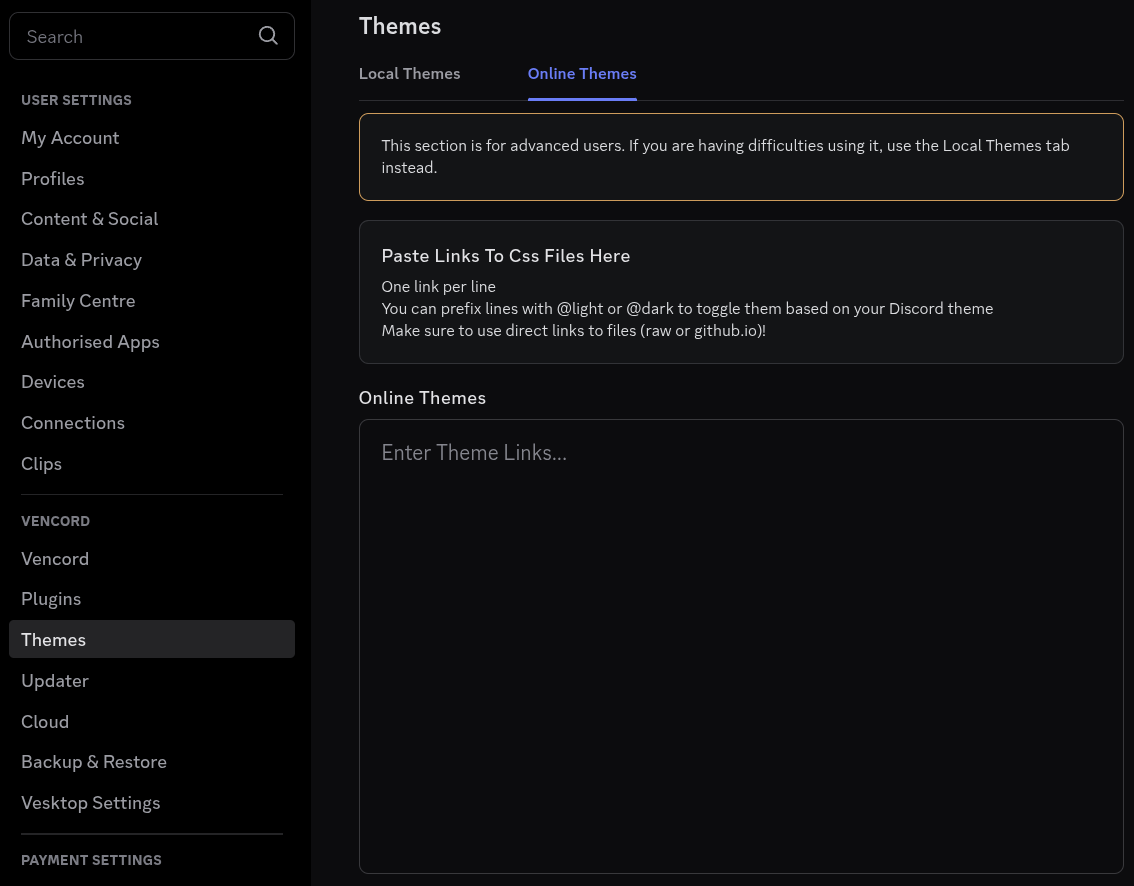 Search
USER SETTINGS
My Account
Profiles
Content & Social
Data & Privacy
Family Centre
Authorised Apps
Devices
Connections
Clips
VENCORD
Vencord
Plugins
Themes
Updater
Cloud
Backup & Restore
Vesktop Settings
PAYMENT SETTINGS
Themes
Local Themes
Online Themes
This section is for advanced users. If you are having difficulties using it, use the Local Themes tab
instead.
Paste Links To Css Files Here
One link per line
You can prefix lines with @light or @dark to toggle them based on your Discord theme
Make sure to use direct links to files (raw or github.io)!
Online Themes
Enter Theme Links...